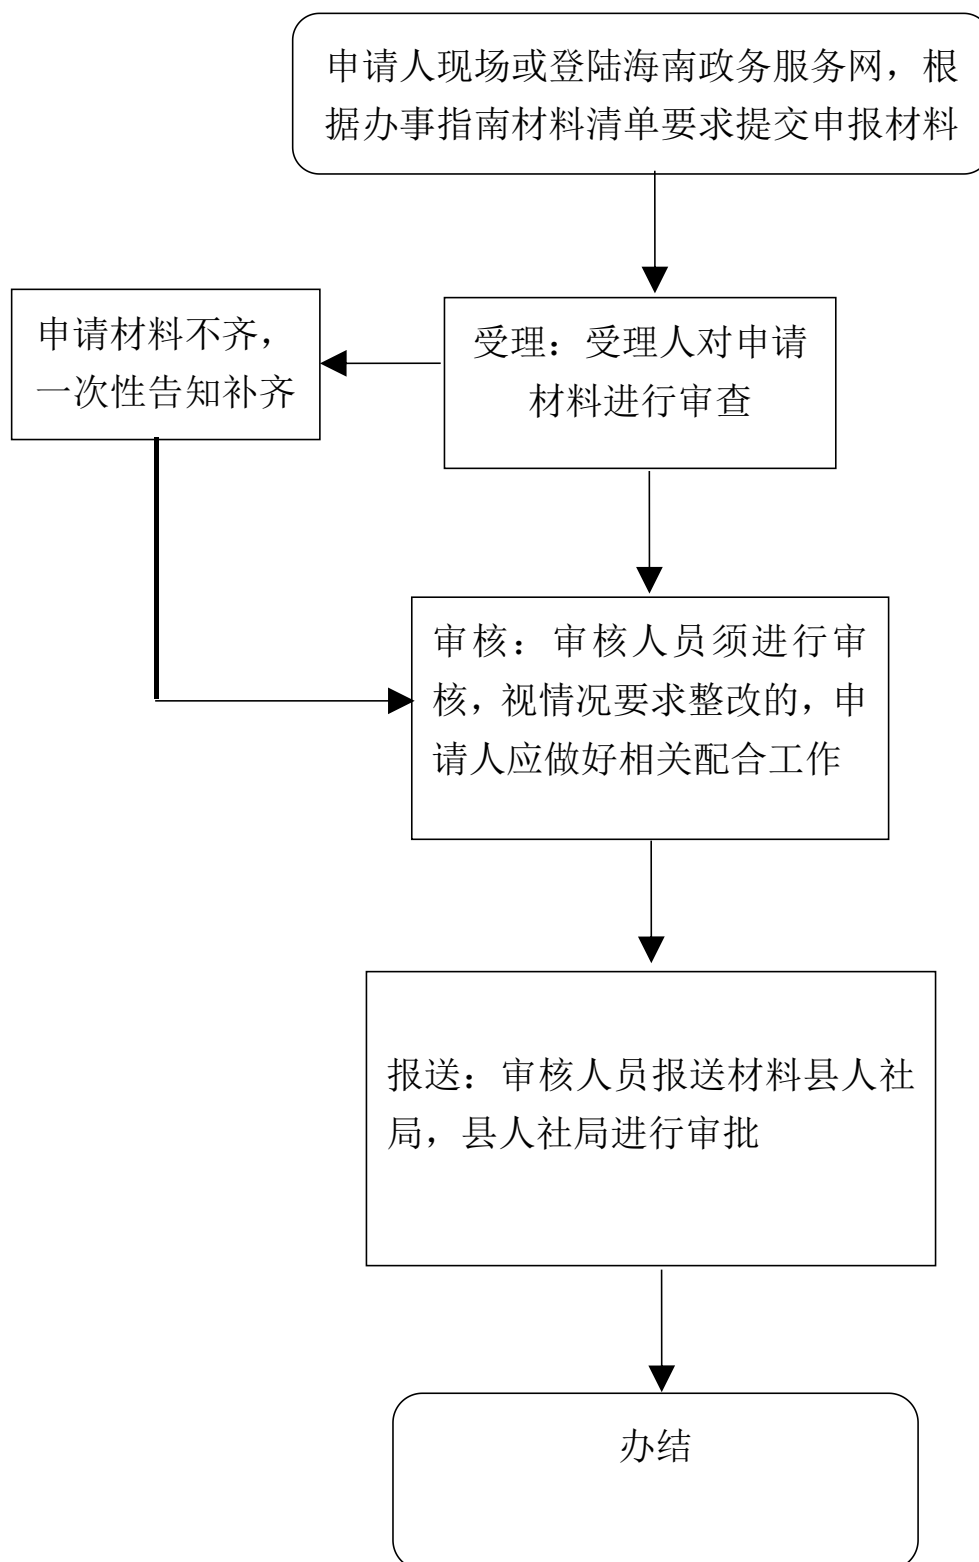 申请人现场或登陆海南政务服务网，根
据办事指南材料清单要求提交申报材料
申请材料不齐，
一次性告知补齐
受理：受理人对申请
材料进行审查
审核：审核人员须进行审
核，视情况要求整改的，申
请人应做好相关配合工作
报送：审核人员报送材料县人社
局，县人社局进行审批
办结